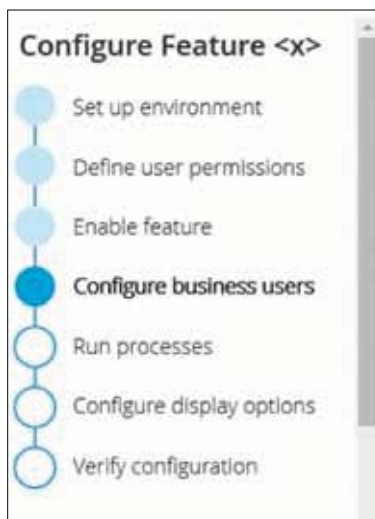 Configure Feature <x>
Set up environment
Define user permissions
Enable feature
Configure business users
Run processes
Configure display options
Verify configuration